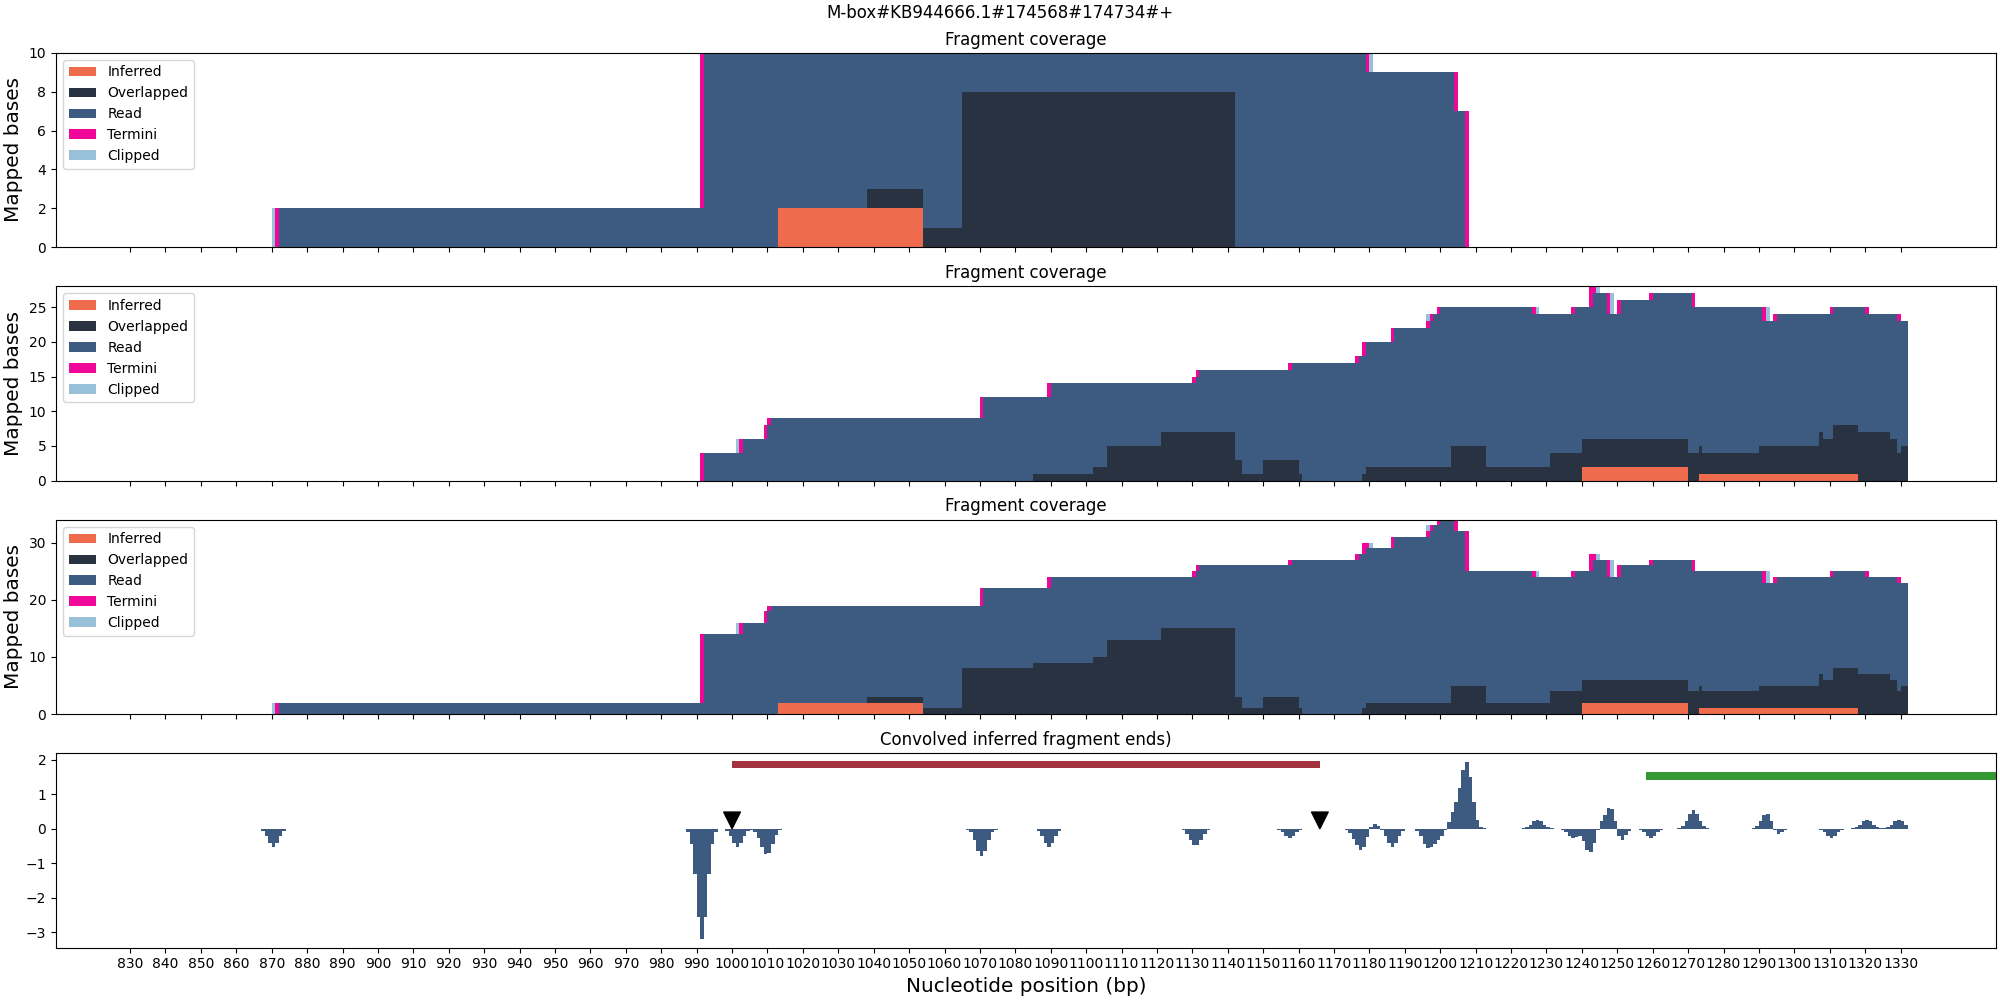 M-box#KB944666.1#174568#174734#+
Fragment coverage
Mapped bases
10
8
6
4
2
0
Inferred
Overlapped
Read
Termini
Clipped
Fragment coverage
Mapped bases
25
20
15
10
5
0
Inferred
Overlapped
Read
Termini
Clipped
Fragment coverage
Mapped bases
30
20
10
0
Inferred
Overlapped
Read
Termini
Clipped
Convolved inferred fragment ends)
2
1
0
−1
−2
−3
830 840 850 860 870 880 890 900 910 920 930 940 950 960 970 980 990 1000 1010 1020 1030 1040 1050 1060 1070 1080 1090 1100 1110 1120 1130 1140 1150 1160 1170 1180 1190 1200 1210 1220 1230 1240 1250 1260 1270 1280 1290 1300 1310 1320 1330
Nucleotide position (bp)